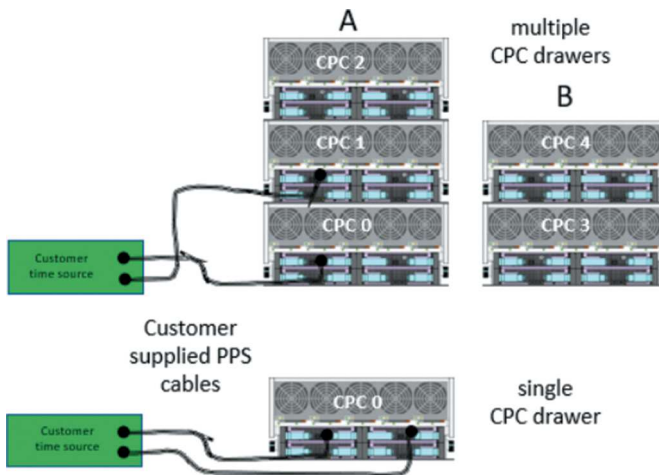 A
multiple
CPC drawers
CPC 2
B
CPC 1
CPC 4
CPC 0
CPC 3
Customer
time source
Customer
supplied PPS
cables
CPC 0
single
CPC drawer
Customer
time source